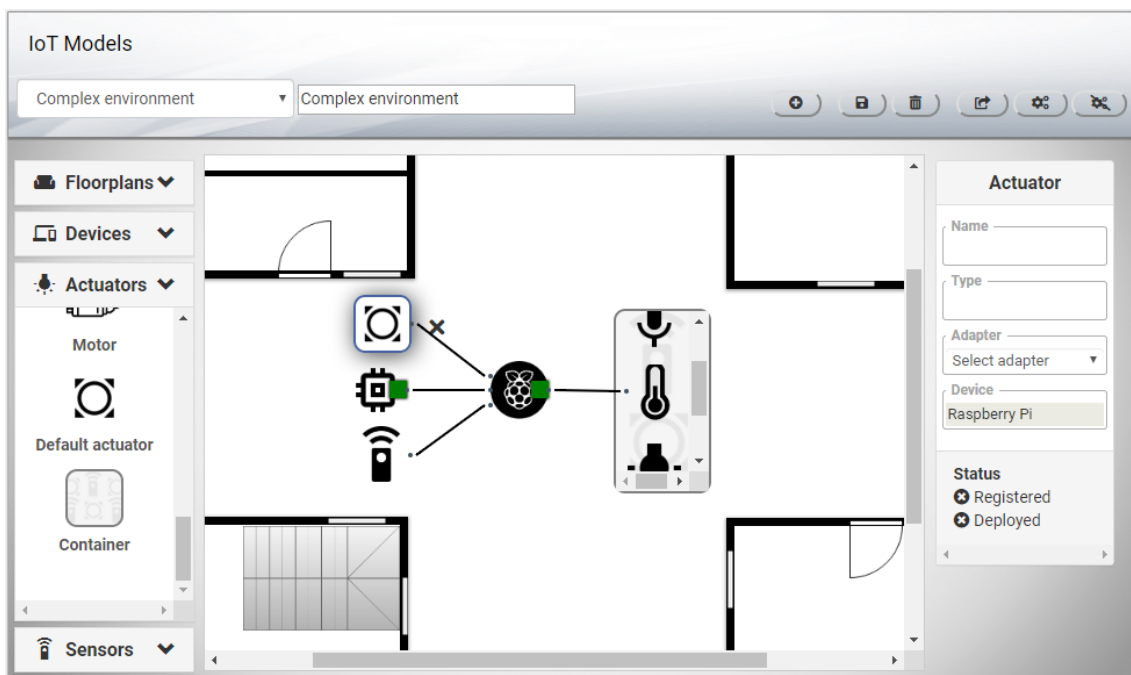 IoT Models
Complex environment
Complex environment
Floorplans
Devices
Actuators
Motor
Default actuator
Container
Sensors
Actuator
Name
Type
Adapter
Select adapter
Device
Raspberry Pi
Status
Registered
Deployed